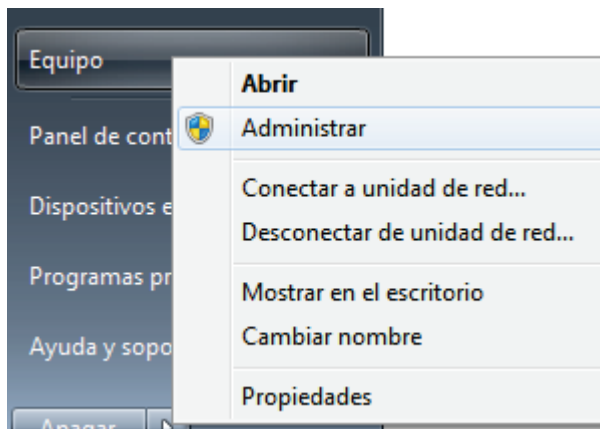 Equipo
Abrir
Administrar
Conectar a unidad de red...
Desconectar de unidad de red...
Mostrar en el escritorio
Cambiar nombre
Propiedades
Panel de cont
Dispositivos e
Programas pr
Ayuda y sopo
Apagar